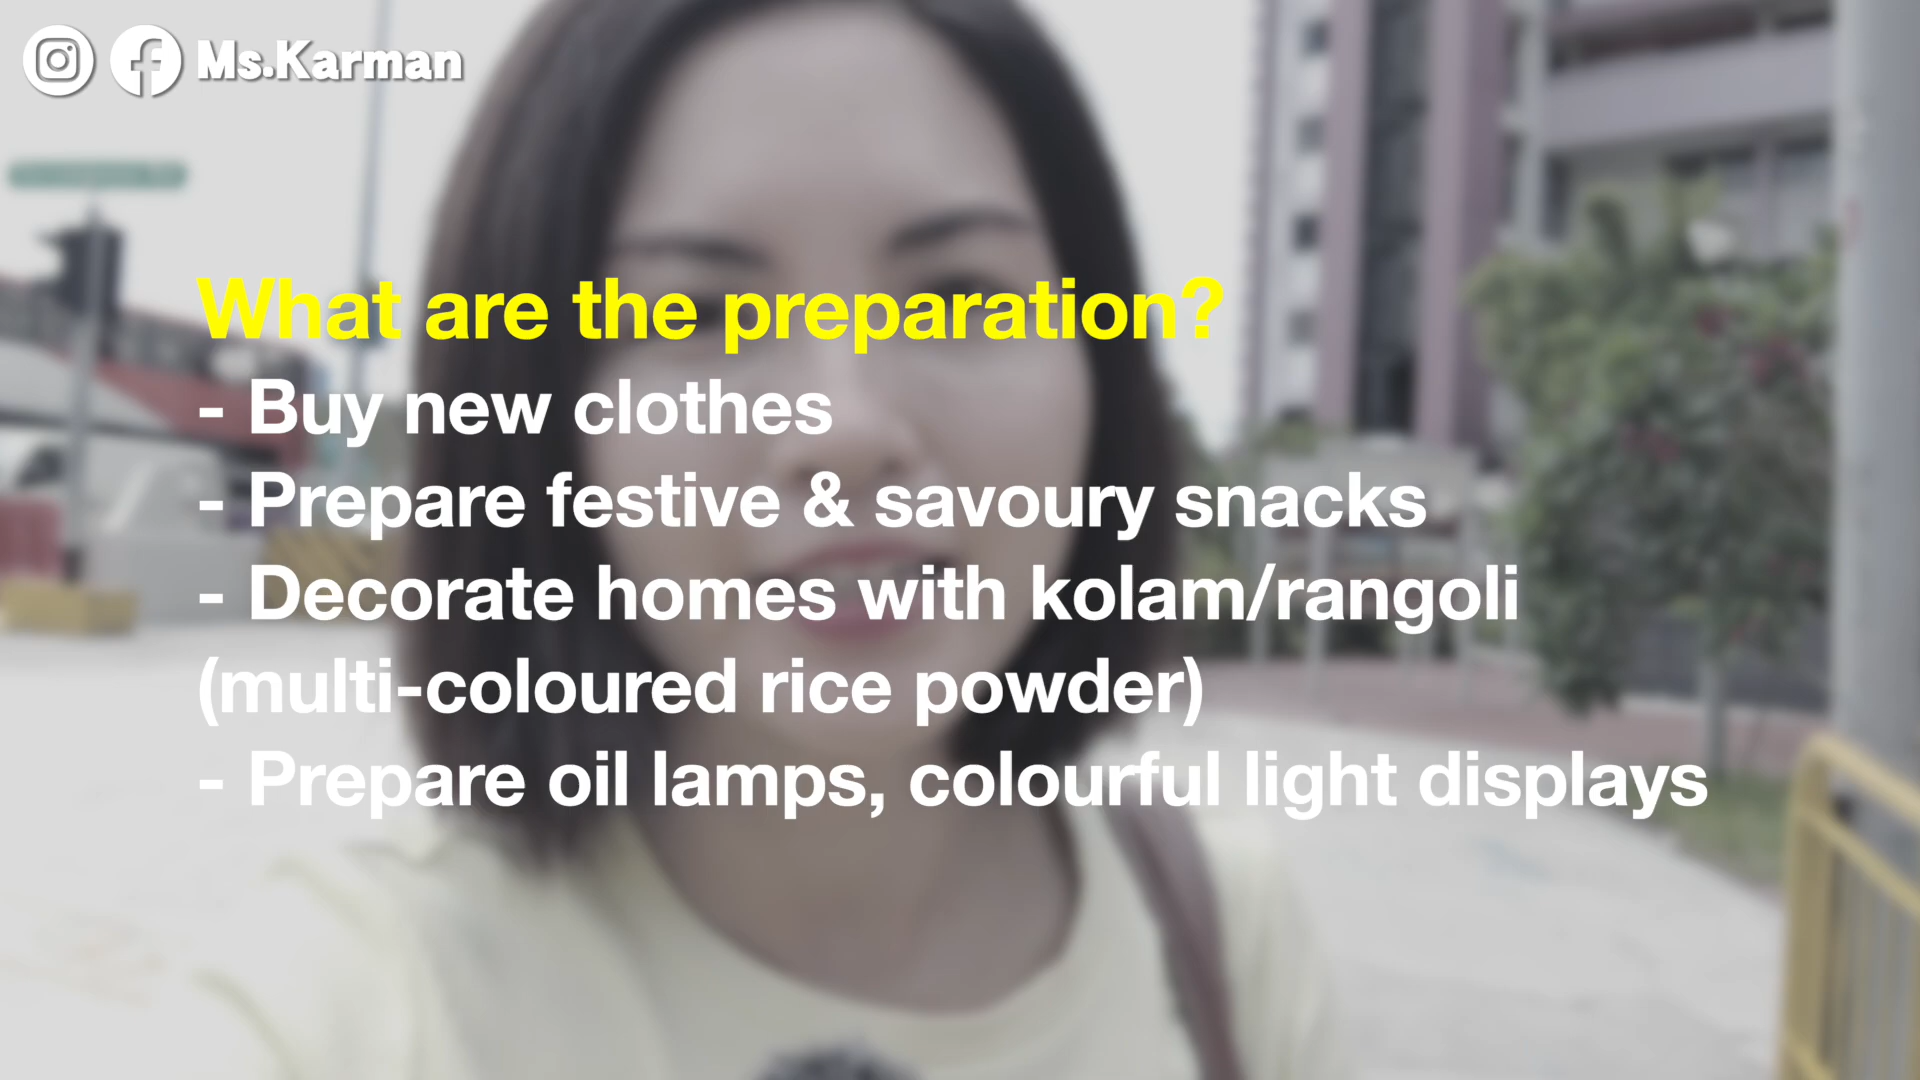 Ms.Karman
What are the preparation?
- Buy new clothes
- Prepare festive & savoury snacks
- Decorate homes with kolam/rangoli
(multi-coloured rice powder)
- Prepare oil lamps, colourful light displays